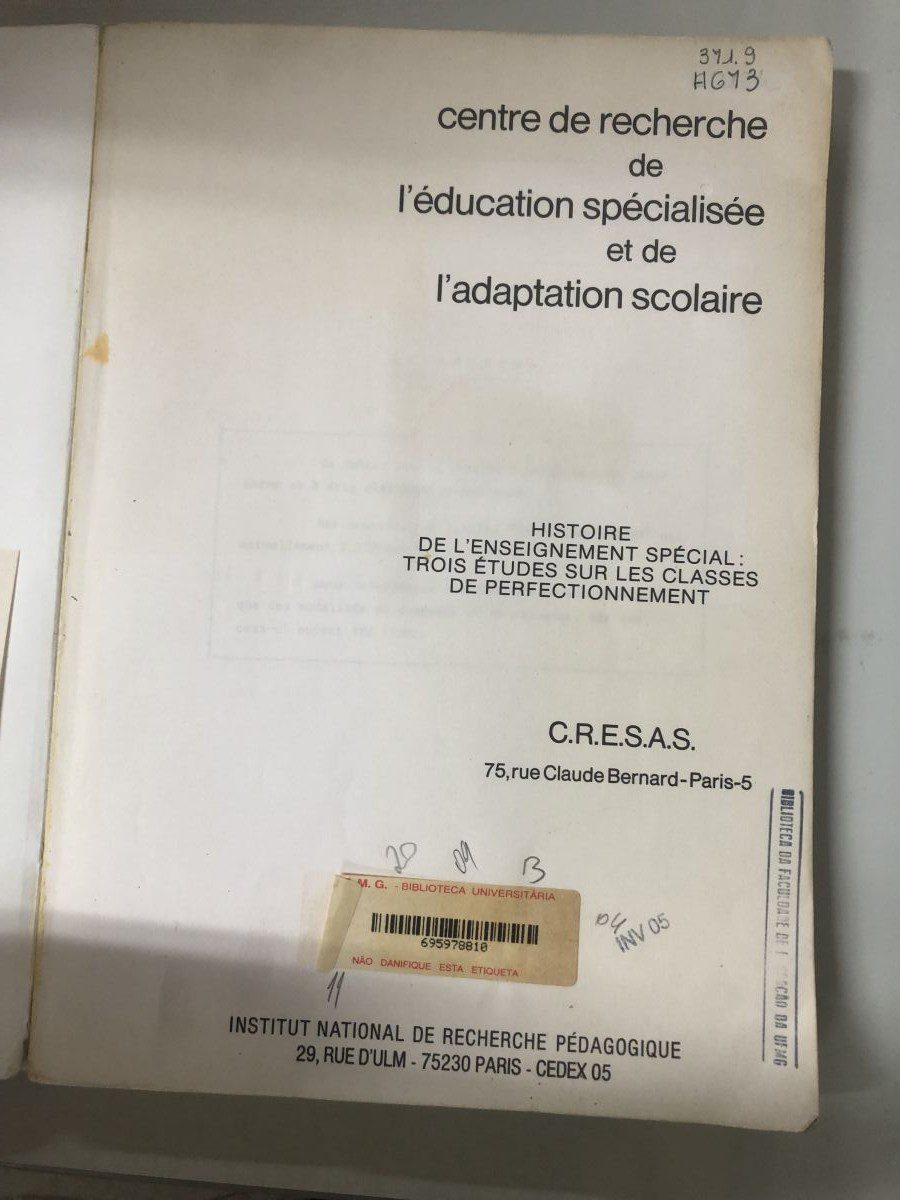 371.9
H673
centre de recherche
de
l'éducation spécialisée
et de
l'adaptation scolaire
HISTOIRE
DE L'ENSEIGNEMENT SPÉCIAL :
TROIS ÉTUDES SUR LES CLASSES
DE PERFECTIONNEMENT
C.R.E.S.A.S.
75, rue Claude Bernard - Paris-5
BIBLIOTECA DA FACULDADE DE DA UFMG
09
M. G. - BIBLIOTECA UNIVERSITÁRIA
695978810
NÃO DANIFIQUE ESTA ETIQUETA
04
INV 05
11
INSTITUT NATIONAL DE RECHERCHE PÉDAGOGIQUE
29, RUE D'ULM - 75230 PARIS - CEDEX 05